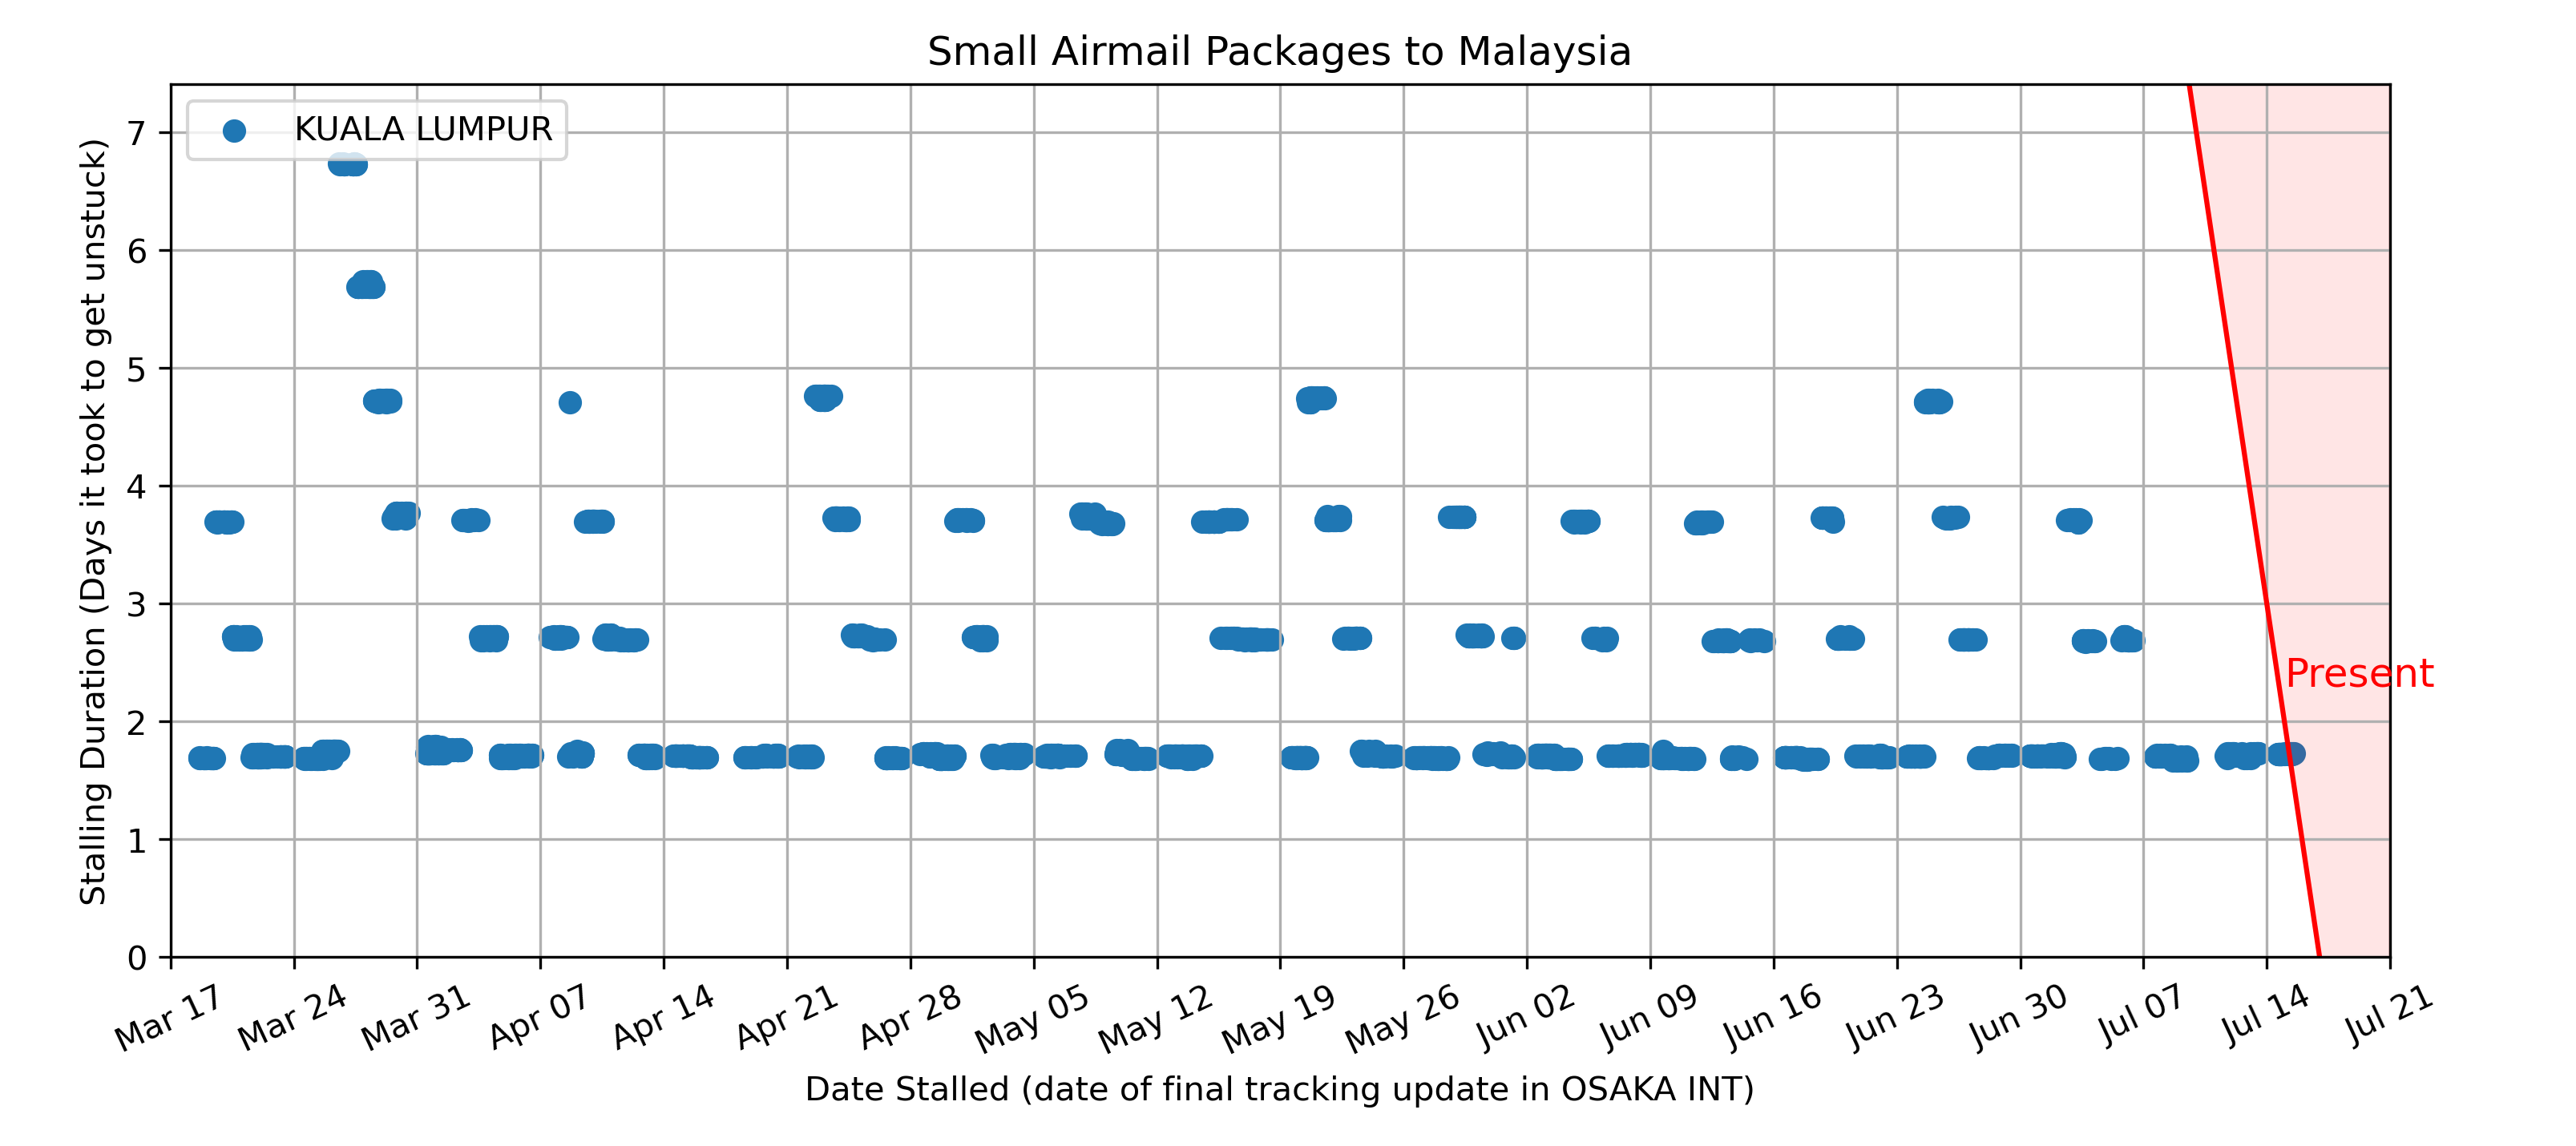 Small Airmail Packages to Malaysia
KUALA LUMPUR
Stalling Duration (Days it took to get unstuck)
7
6
5
4
3
2
1
0
Present
Mar 17
Mar 24
Mar 31
Apr 07
Apr 14
Apr 21
Apr 28
May 05
May 12
May 19
May 26
Jun 02
Jun 09
Jun 16
Jun 23
Jun 30
Jul 07
Jul 14
Jul 21
Date Stalled (date of final tracking update in OSAKA INT)